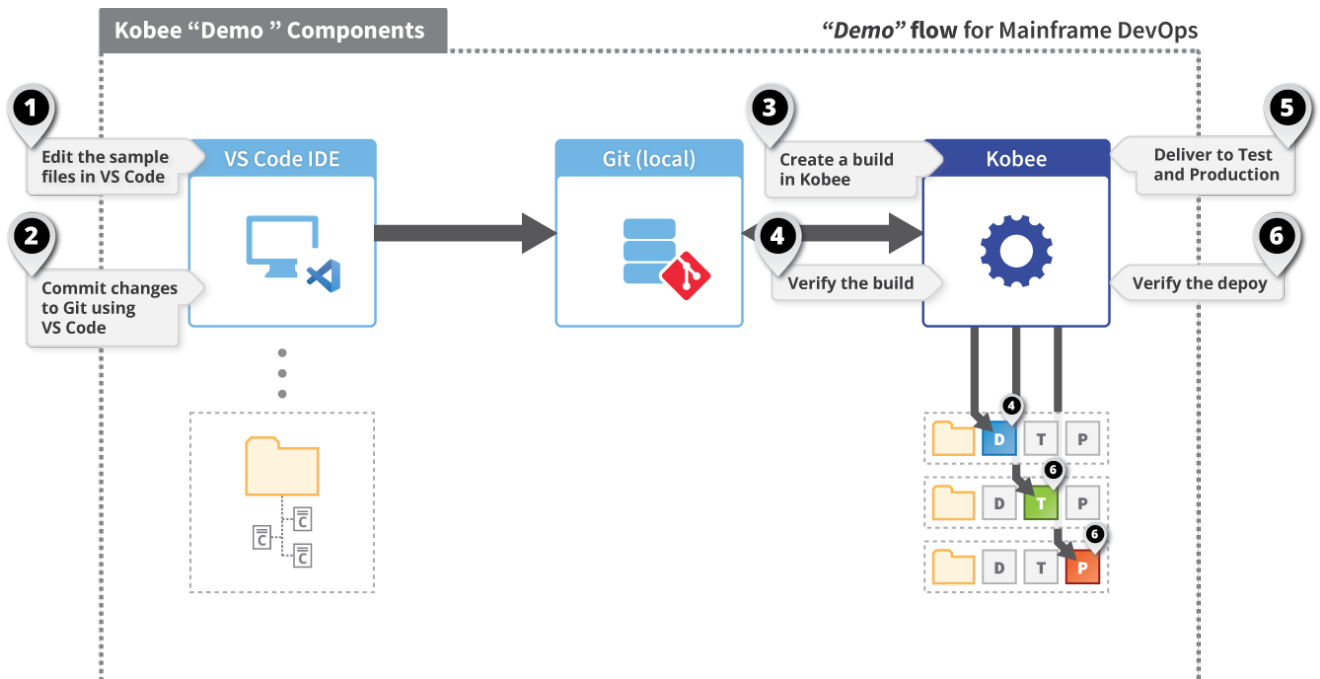 Kobee “Demo ” Components
“Demo” flow for Mainframe DevOps
1
Edit the sample
files in VS Code
2
Commit changes
to Git using
VS Code
VS Code IDE
Git (local)
3
Create a build
in Kobee
4
Verify the build
Kobee
5
Deliver to Test
and Production
6
Verify the depoy
C
C
C
4
D T P
6
D T P
6
D T P